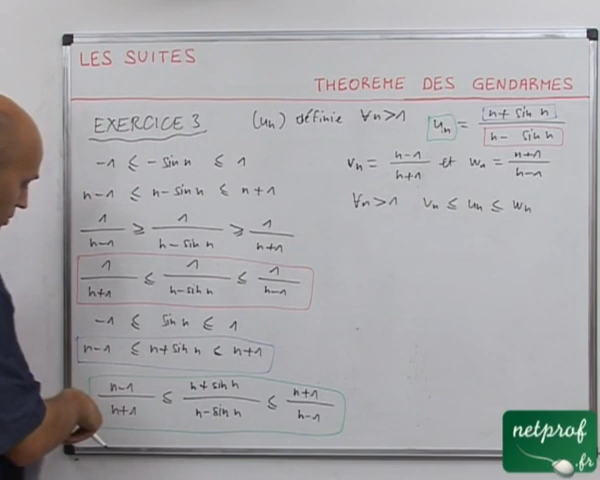 LES SUITES
THEOREME DES GENDARMES
EXERCICE 3
(un) définie ∀n>1 un = (n + sin n)/(n - sin n)
vn = (n-1)/(n+1) et wn = (n+1)/(n-1)
∀n>1 vn ≤ un ≤ wn
-1 ≤ -sin n ≤ 1
n-1 ≤ n-sin n ≤ n+1
1/(n-1) ≥ 1/(n-sin n) ≥ 1/(n+1)
1/(n+1) ≤ 1/(n-sin n) ≤ 1/(n-1)
-1 ≤ sin n ≤ 1
n-1 ≤ n+sin n ≤ n+1
(n-1)/(n+1) ≤ (n+sin n)/(n-sin n) ≤ (n+1)/(n-1)
netprof
.fr